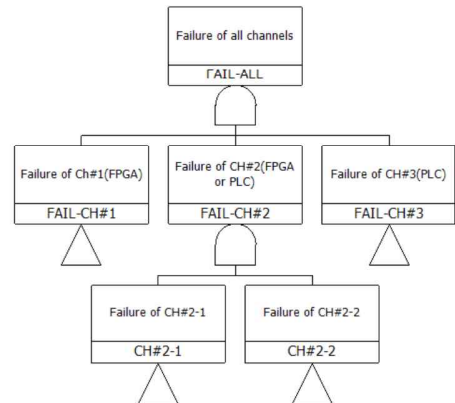 Failure of all channels
FAIL-ALL
Failure of Ch#1(FPGA)
FAIL-CH#1
Failure of CH#2(FPGA
or PLC)
FAIL-CH#2
Failure of CH#3(PLC)
FAIL-CH#3
Failure of CH#2-1
CH#2-1
Failure of CH#2-2
CH#2-2